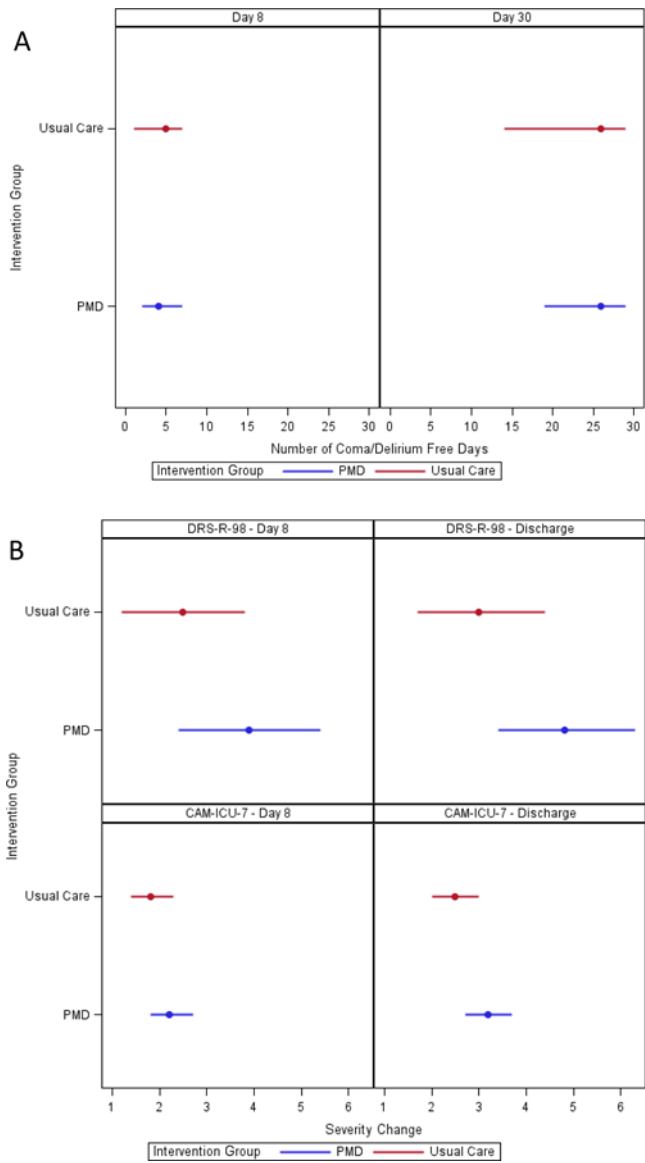 A
Day 8 Day 30
Usual Care
Intervention Group
PMD
0 5 10 15 20 25 30 0 5 10 15 20 25 30
Number of Coma/Delirium Free Days
Intervention Group PMD Usual Care
B
DRS-R-98 - Day 8 DRS-R-98 - Discharge
Usual Care
PMD
Intervention Group
CAM-ICU-7 - Day 8 CAM-ICU-7 - Discharge
Usual Care
PMD
1 2 3 4 5 6 1 2 3 4 5 6
Severity Change
Intervention Group PMD Usual Care